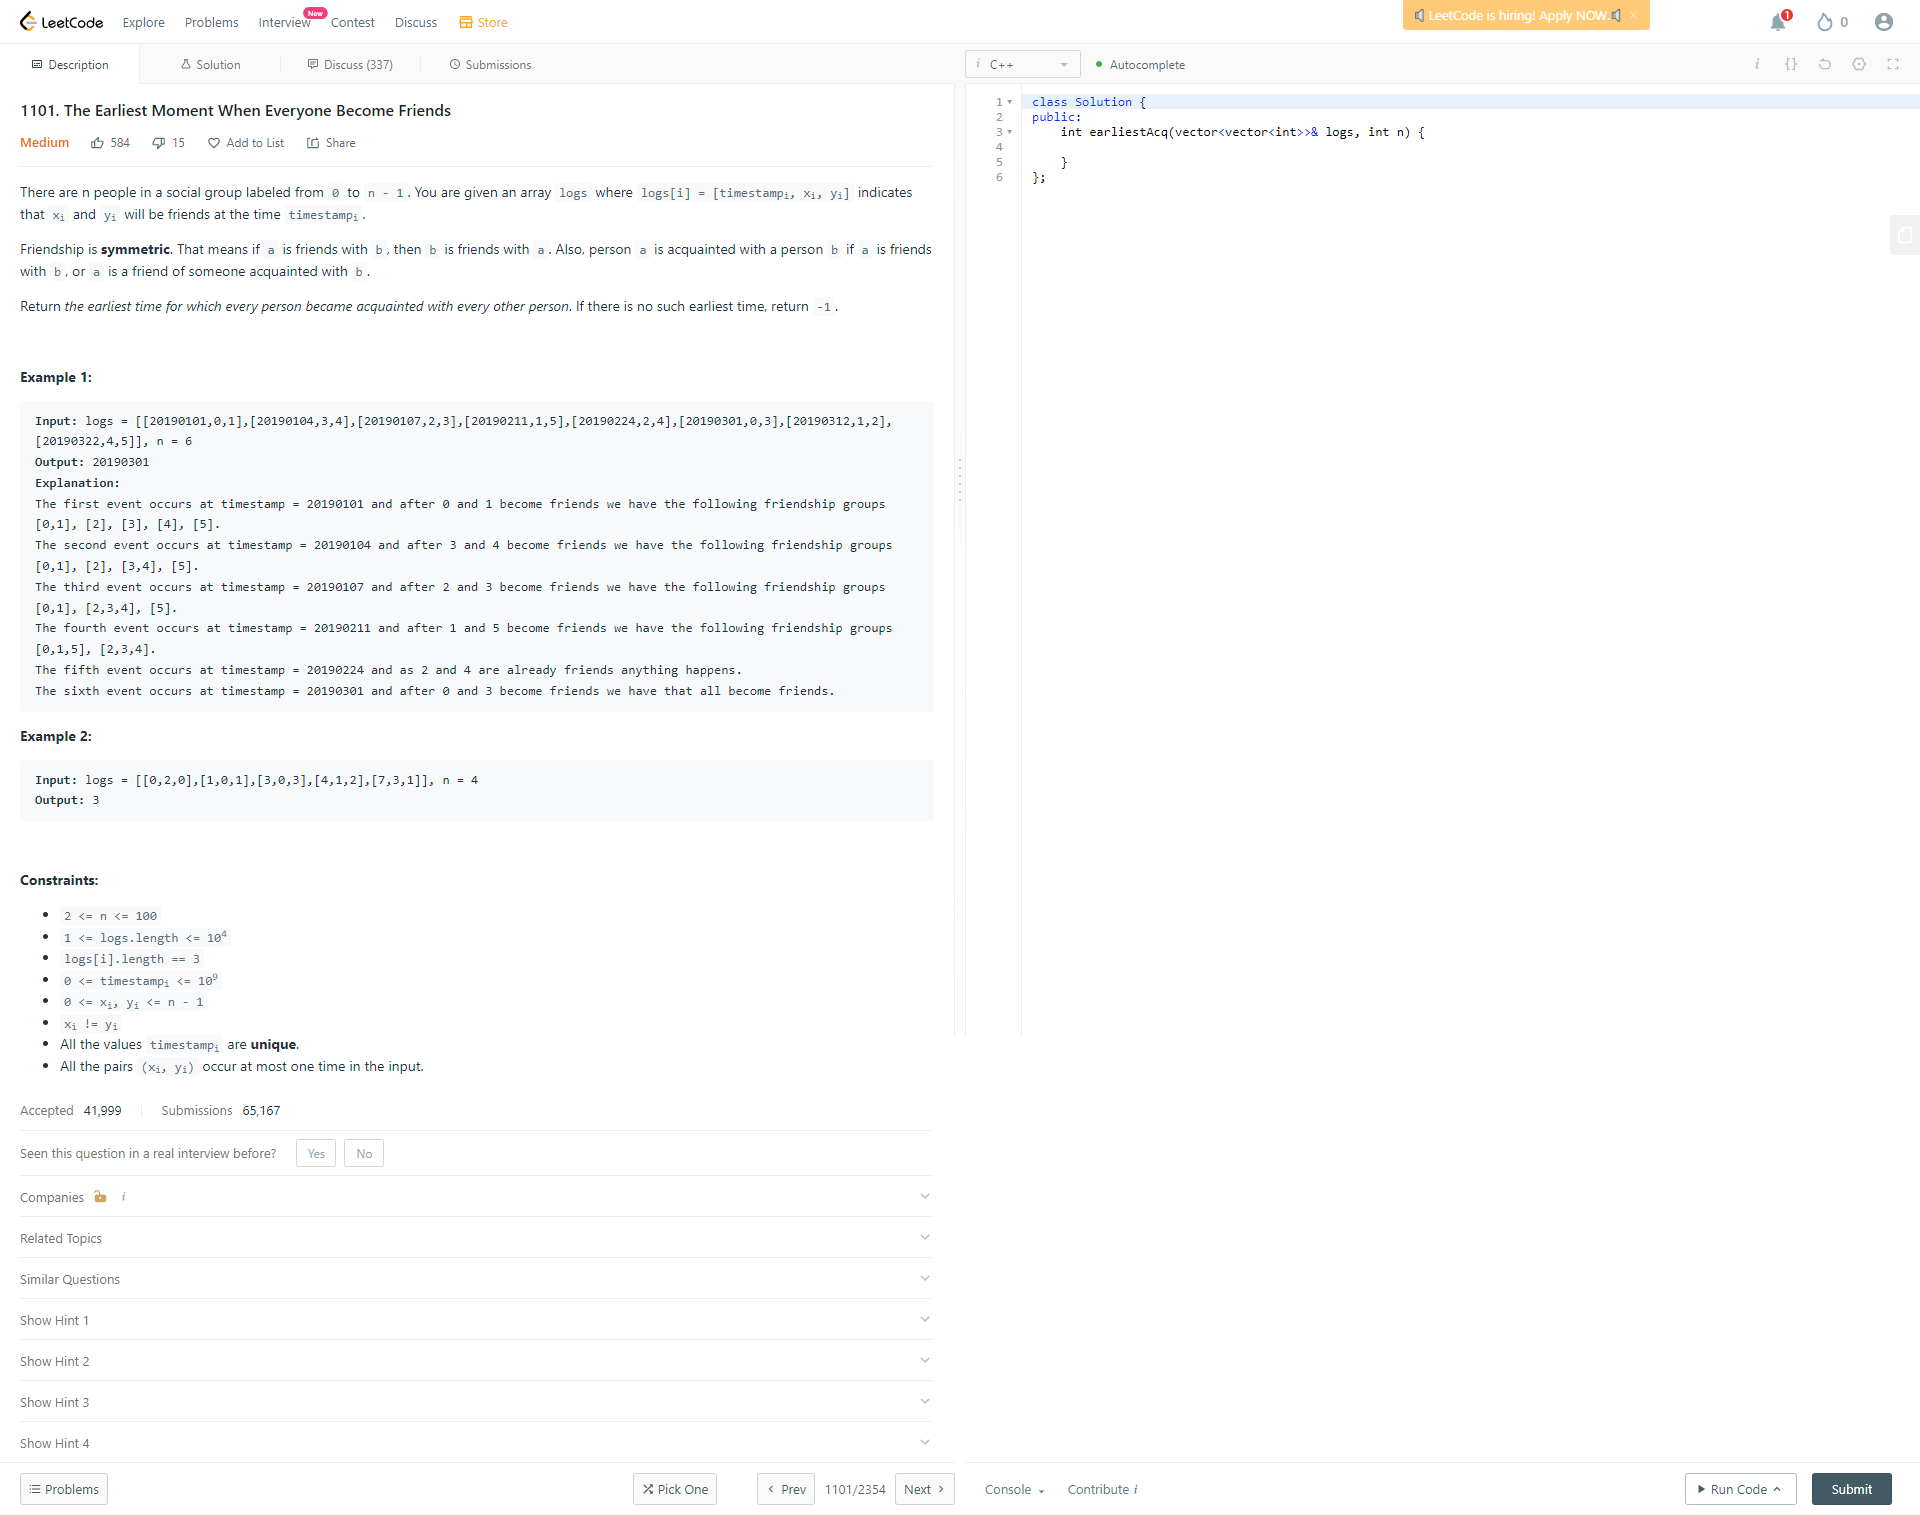 LeetCode
Explore
Problems
Interview
New
Contest
Discuss
Store
LeetCode is hiring! Apply NOW.
1
0
Description
Solution
Discuss (337)
Submissions
i C++
Autocomplete
1101. The Earliest Moment When Everyone Become Friends
Medium 584 15 Add to List Share
There are n people in a social group labeled from 0 to n - 1. You are given an array logs where logs[i] = [timestampi, xi, yi] indicates
that xi and yi will be friends at the time timestampi.
Friendship is symmetric. That means if a is friends with b, then b is friends with a. Also, person a is acquainted with a person b if a is friends
with b, or a is a friend of someone acquainted with b.
Return the earliest time for which every person became acquainted with every other person. If there is no such earliest time, return -1.
Example 1:
Input: logs = [[20190101,0,1],[20190104,3,4],[20190107,2,3],[20190211,1,5],[20190224,2,4],[20190301,0,3],[20190312,1,2],
[20190322,4,5]], n = 6
Output: 20190301
Explanation:
The first event occurs at timestamp = 20190101 and after 0 and 1 become friends we have the following friendship groups
[0,1], [2], [3], [4], [5].
The second event occurs at timestamp = 20190104 and after 3 and 4 become friends we have the following friendship groups
[0,1], [2], [3,4], [5].
The third event occurs at timestamp = 20190107 and after 2 and 3 become friends we have the following friendship groups
[0,1], [2,3,4], [5].
The fourth event occurs at timestamp = 20190211 and after 1 and 5 become friends we have the following friendship groups
[0,1,5], [2,3,4].
The fifth event occurs at timestamp = 20190224 and as 2 and 4 are already friends anything happens.
The sixth event occurs at timestamp = 20190301 and after 0 and 3 become friends we have that all become friends.
Example 2:
Input: logs = [[0,2,0],[1,0,1],[3,0,3],[4,1,2],[7,3,1]], n = 4
Output: 3
Constraints:
2 <= n <= 100
1 <= logs.length <= 10^4
logs[i].length == 3
0 <= timestampi <= 10^9
0 <= xi, yi <= n - 1
xi != yi
All the values timestampi are unique.
All the pairs (xi, yi) occur at most one time in the input.
Accepted 41,999 Submissions 65,167
Seen this question in a real interview before? Yes No
Companies i
Related Topics
Similar Questions
Show Hint 1
Show Hint 2
Show Hint 3
Show Hint 4
Problems
Pick One
< Prev
1101/2354
Next >
1 class Solution {
2 public:
3 int earliestAcq(vector<vector<int>>& logs, int n) {
4
5 }
6 };
i {}
Console
Contribute i
Run Code
Submit